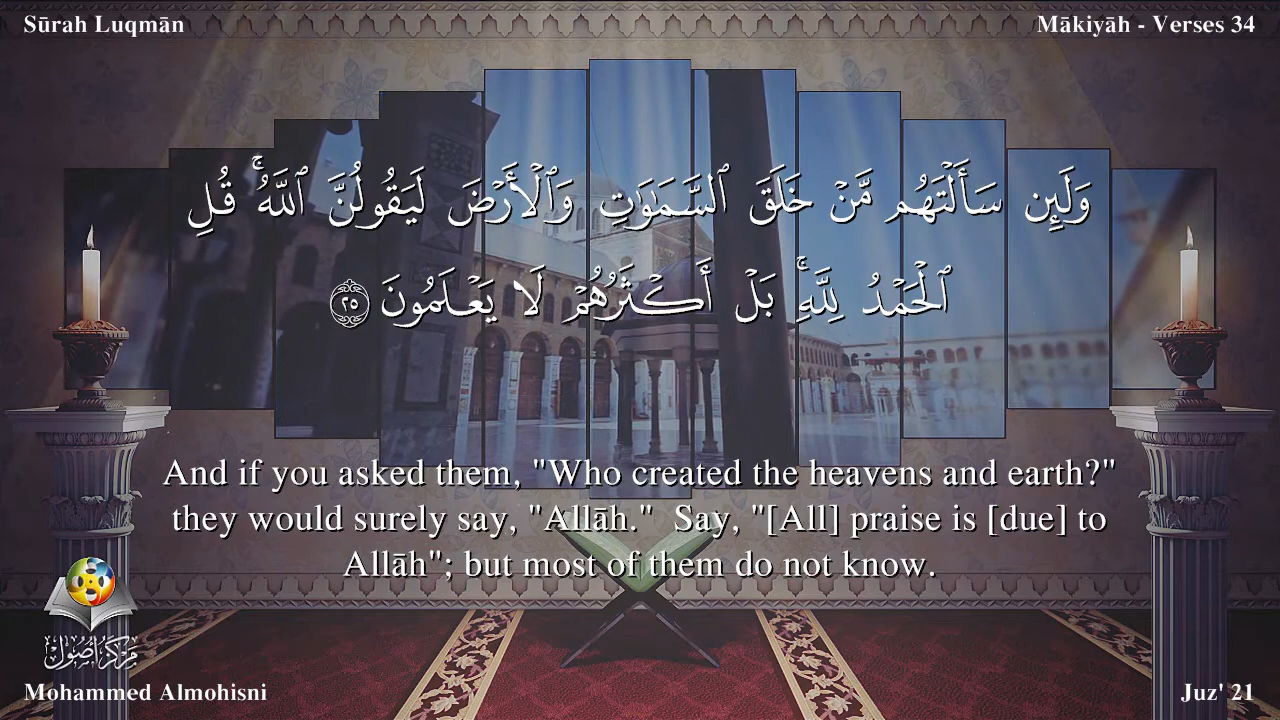 Sūrah Luqmān
Mākiyāh - Verses 34
وَلَئِن سَأَلْتَهُم مَّنْ خَلَقَ ٱلسَّمَـٰوَٰتِ وَٱلْأَرْضَ لَيَقُولُنَّ ٱللَّهُ ۚ قُلِ
ٱلْحَمْدُ لِلَّهِ ۚ بَلْ أَكْثَرُهُمْ لَا يَعْلَمُونَ ٢٥
And if you asked them, "Who created the heavens and earth?"
they would surely say, "Allāh." Say, "[All] praise is [due] to
Allāh"; but most of them do not know.
مركز أصول
Mohammed Almohisni
Juz' 21